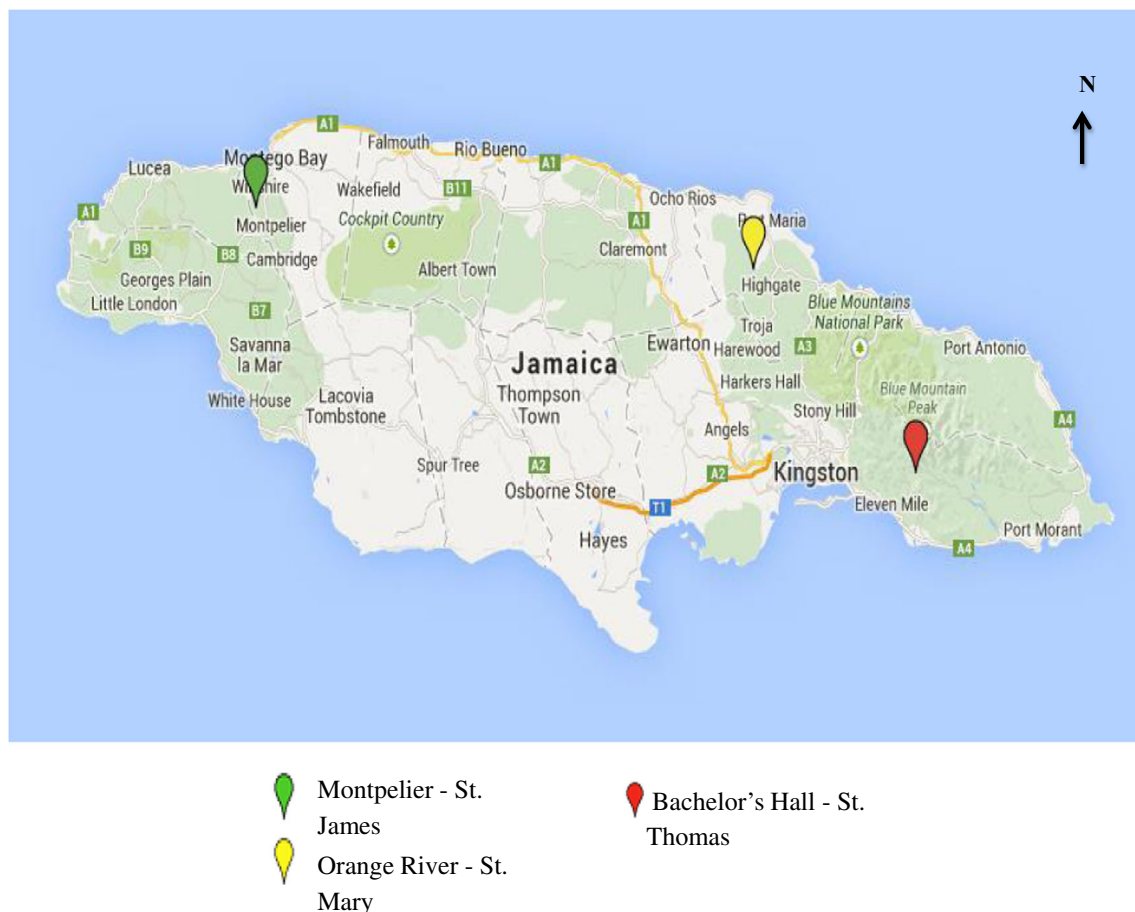 N
A1
Falmouth
Rio Bueno
Montego Bay
Lucea
A1
Ocho Rios
Wakefield
B11
A1
A1
Port Maria
Cockpit Country
Montpelier
Claremont
B9
B8
Cambridge
Albert Town
Georges Plain
Highgate
Little London
B7
Blue Mountains
National Park
Troja
Savanna
la Mar
Ewarton
Harewood
A3
Port Antonio
Jamaica
Harkers Hall
White House
Lacovia
Tombstone
Thompson
Town
Blue Mountain
Peak
Stony Hill
Angels
A4
Spur Tree
A2
A2
Kingston
Osborne Store
T1
Eleven Mile
Hayes
Port Morant
A4
Montpelier - St.
James
Orange River - St.
Mary
Bachelor’s Hall - St.
Thomas